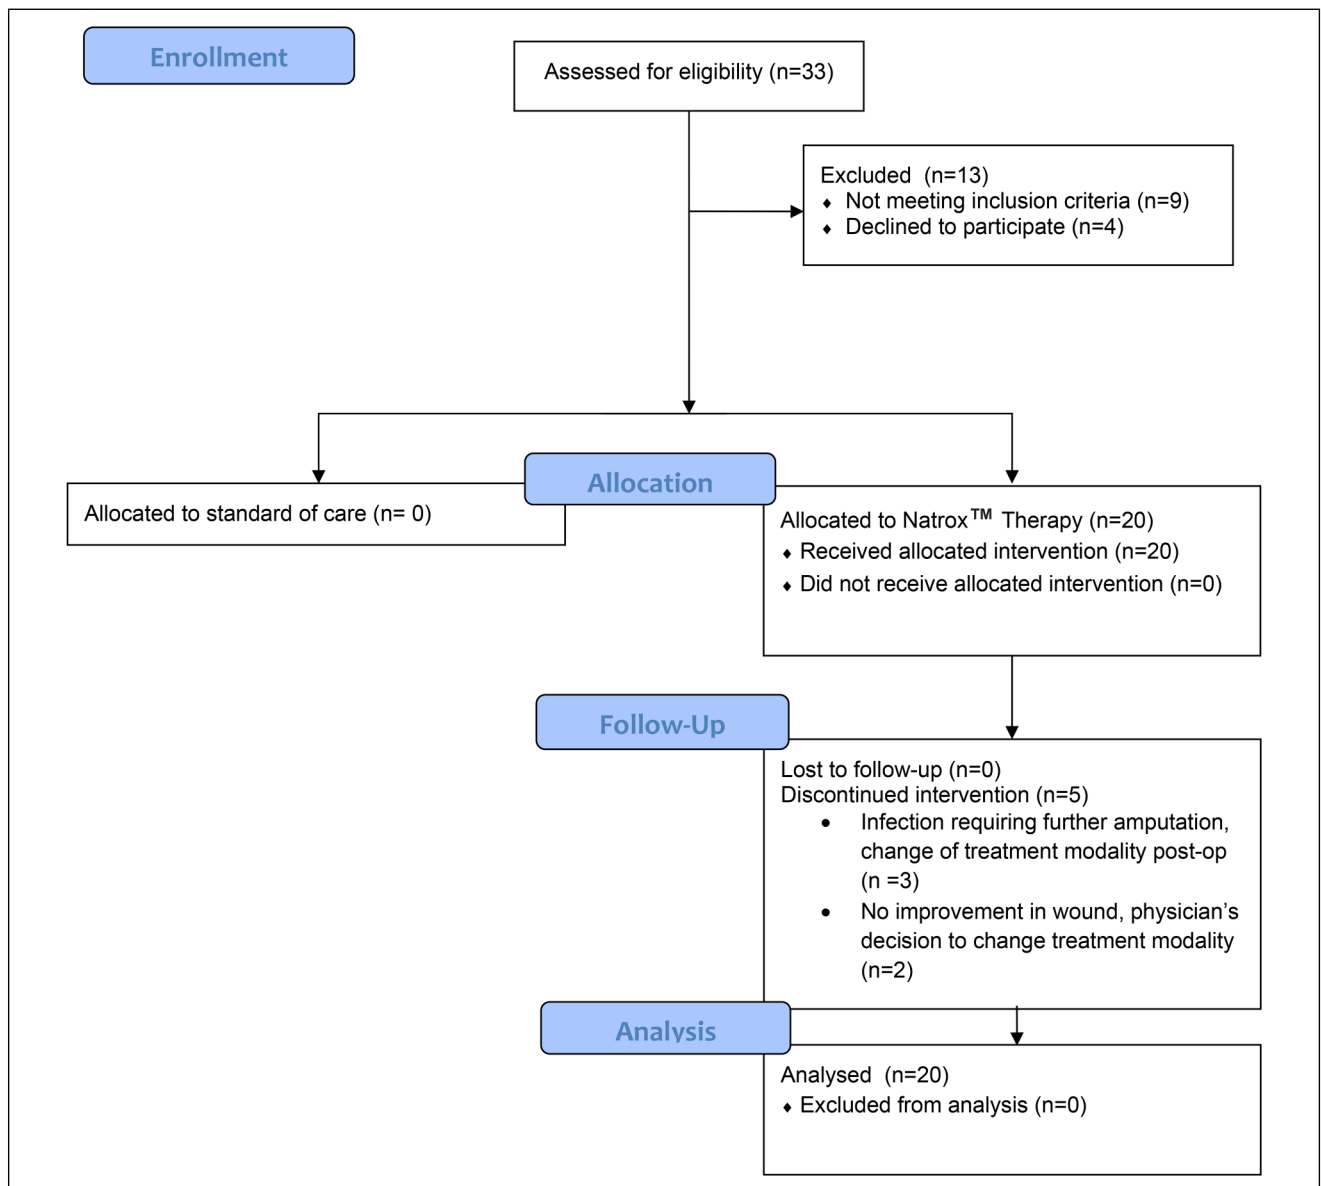 Enrollment
Assessed for eligibility (n=33)
Excluded  (n=13)
♦ Not meeting inclusion criteria (n=9)
♦ Declined to participate (n=4)
Allocation
Allocated to standard of care (n= 0)
Allocated to Natrox™ Therapy (n=20)
♦ Received allocated intervention (n=20)
♦ Did not receive allocated intervention (n=0)
Follow-Up
Lost to follow-up (n=0)
Discontinued intervention (n=5)
• Infection requiring further amputation,
change of treatment modality post-op
(n =3)
• No improvement in wound, physician’s
decision to change treatment modality
(n=2)
Analysis
Analysed  (n=20)
♦ Excluded from analysis (n=0)